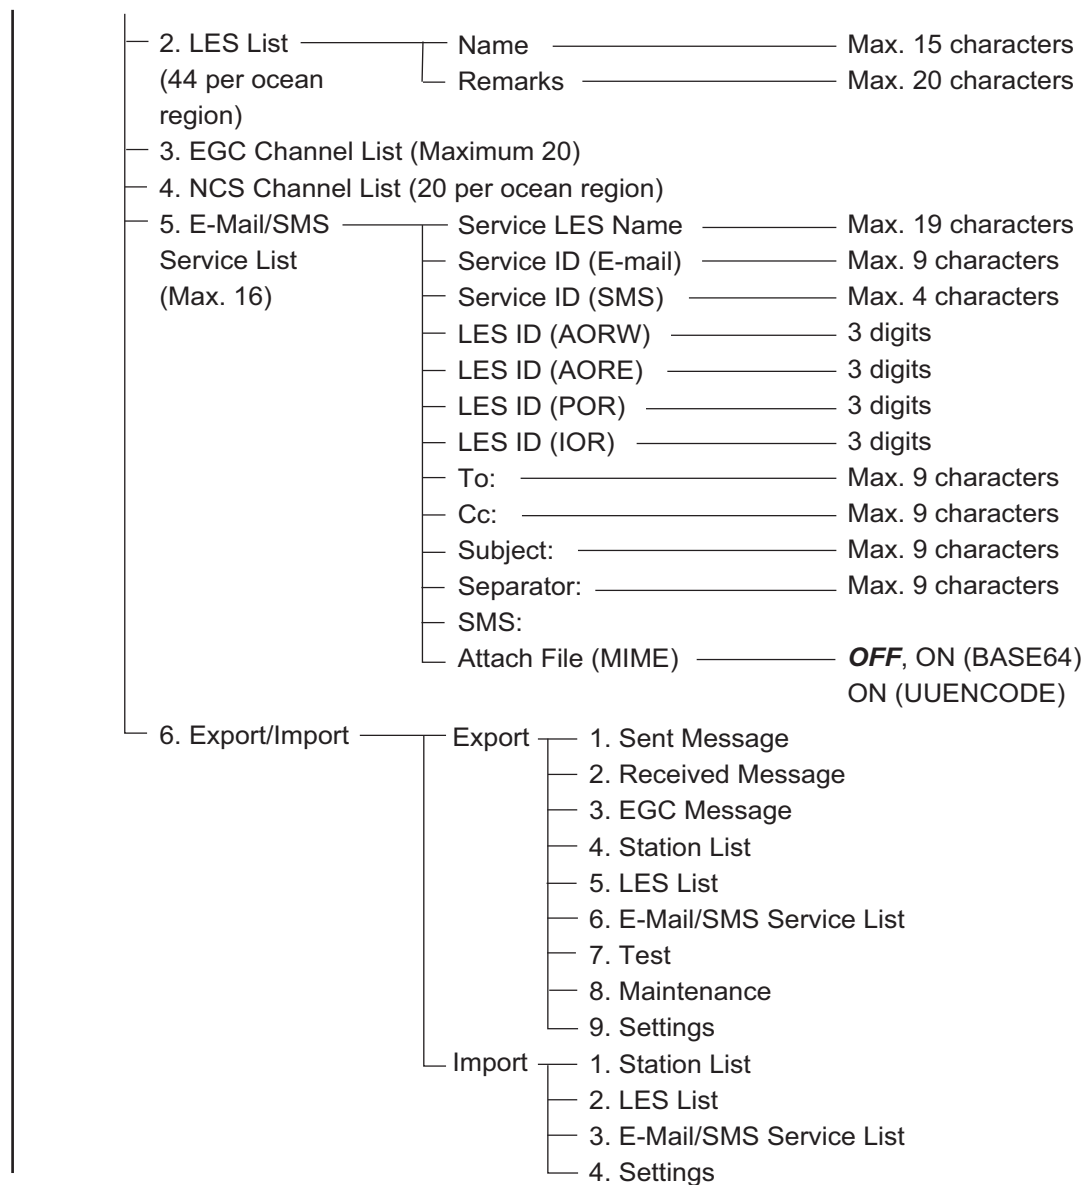 2. LES List Name Max. 15 characters
(44 per ocean Remarks Max. 20 characters
region)
3. EGC Channel List (Maximum 20)
4. NCS Channel List (20 per ocean region)
5. E-Mail/SMS Service LES Name Max. 19 characters
Service List Service ID (E-mail) Max. 9 characters
(Max. 16) Service ID (SMS) Max. 4 characters
LES ID (AORW) 3 digits
LES ID (AORE) 3 digits
LES ID (POR) 3 digits
LES ID (IOR) 3 digits
To: Max. 9 characters
Cc: Max. 9 characters
Subject: Max. 9 characters
Separator: Max. 9 characters
SMS:
Attach File (MIME) OFF, ON (BASE64)
ON (UUENCODE)
6. Export/Import Export 1. Sent Message
2. Received Message
3. EGC Message
4. Station List
5. LES List
6. E-Mail/SMS Service List
7. Test
8. Maintenance
9. Settings
Import 1. Station List
2. LES List
3. E-Mail/SMS Service List
4. Settings